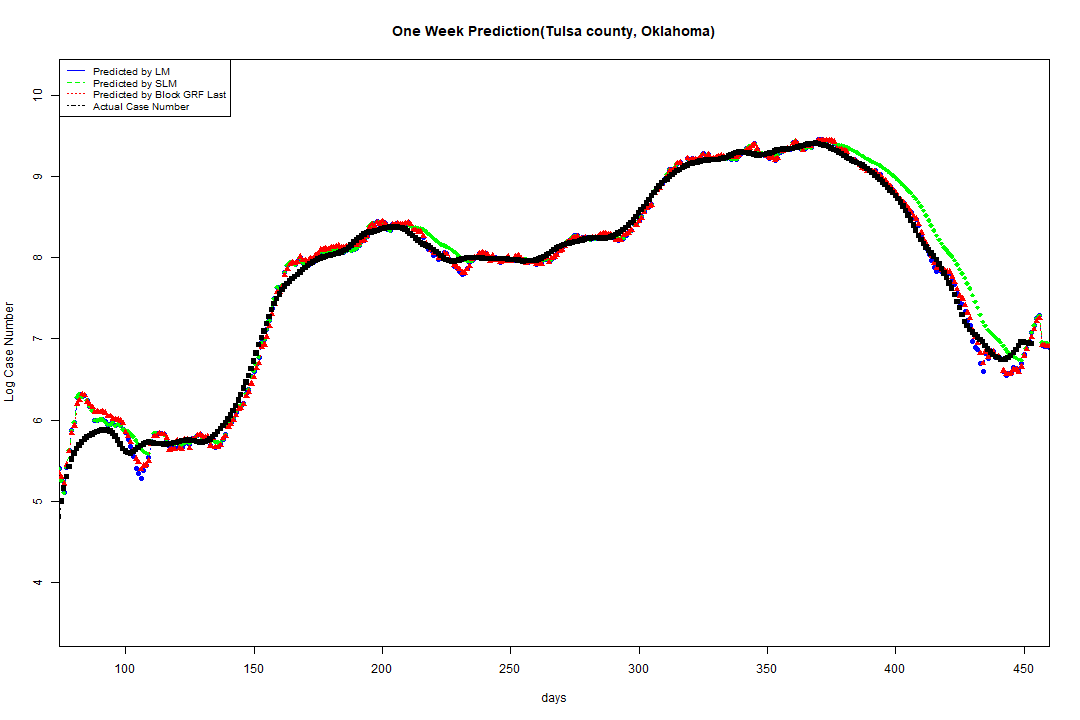 One Week Prediction(Tulsa county, Oklahoma)
Predicted by LM
Predicted by SLM
Predicted by Block GRF Last
Actual Case Number
Log Case Number
10
9
8
7
6
5
4
100 150 200 250 300 350 400 450
days